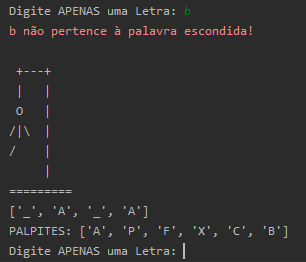 Digite APENAS uma Letra: b
b não pertence à palavra escondida!
+---+
|   |
O   |
/|\  |
/    |
     |
=========
['_', 'A', '_', 'A']
PALPITES: ['A', 'P', 'F', 'X', 'C', 'B']
Digite APENAS uma Letra: